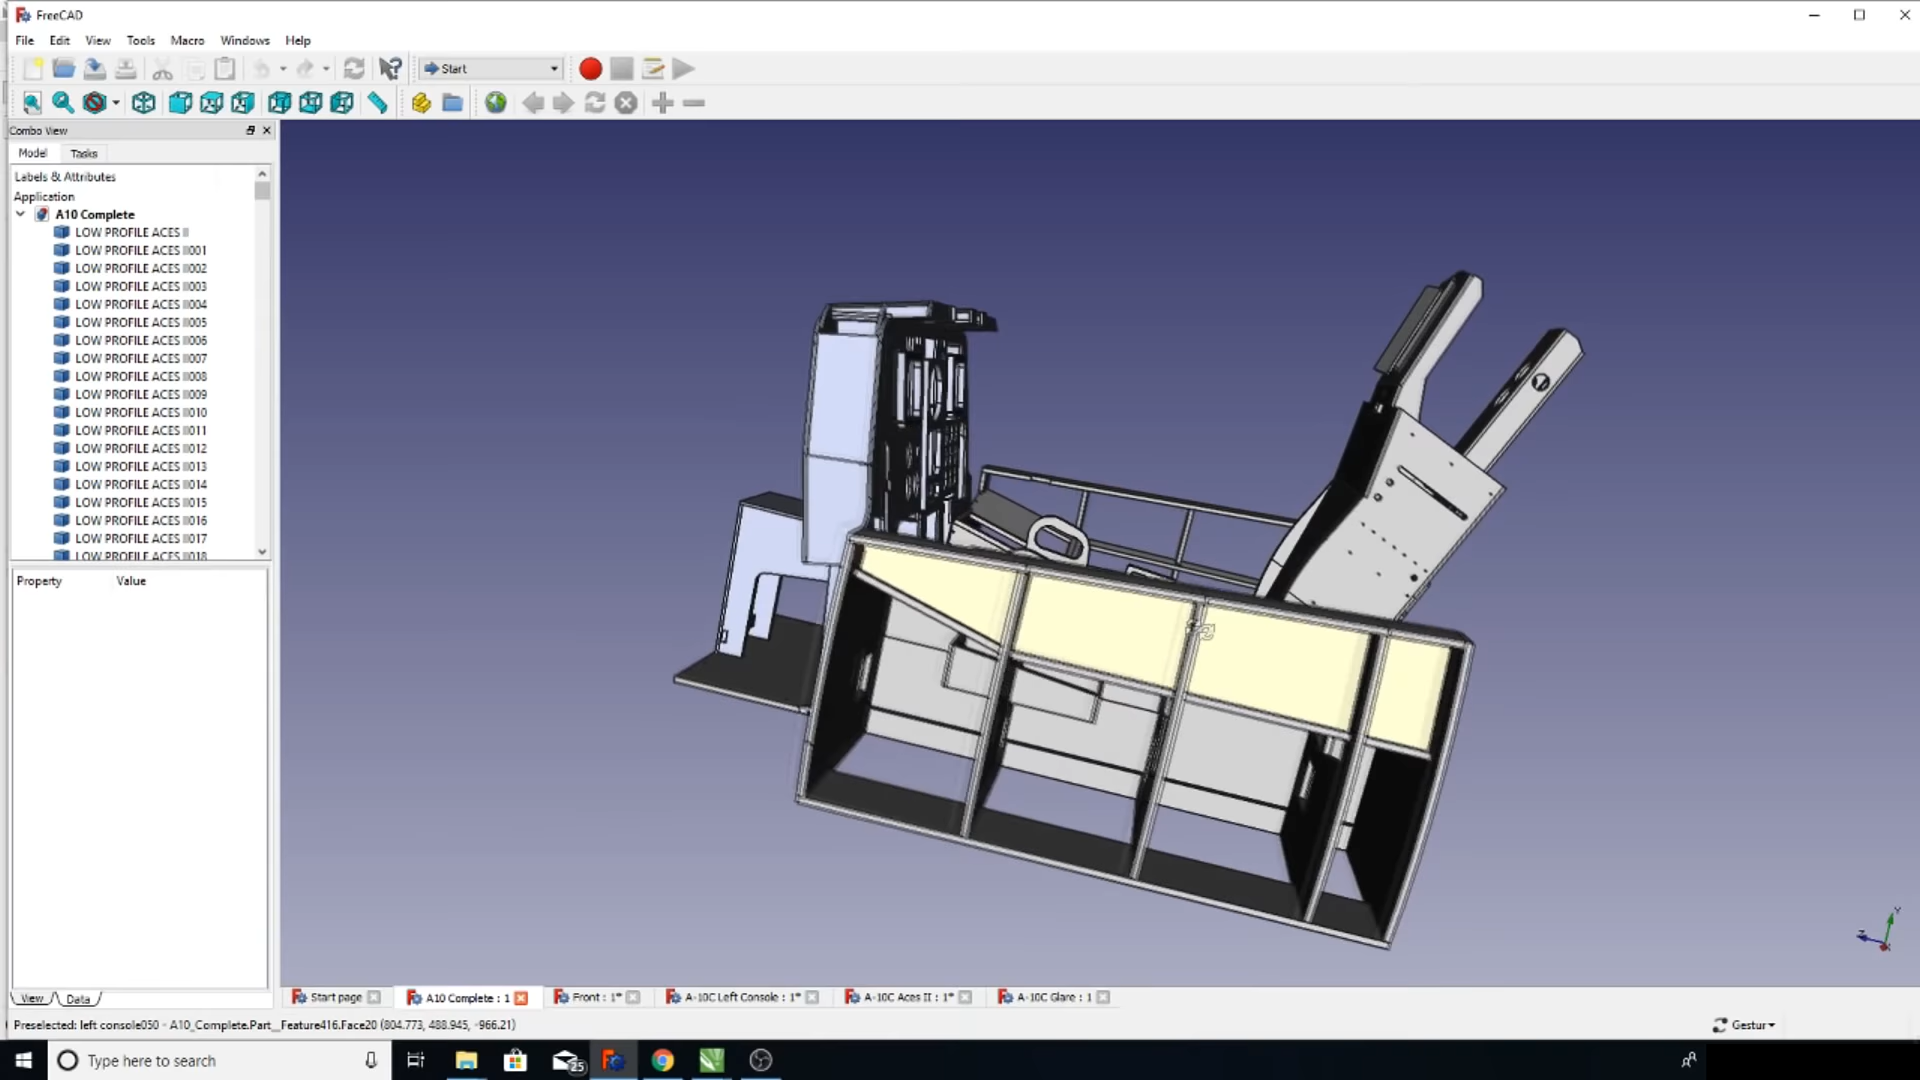 FreeCAD
File Edit View Tools Macro Windows Help
Start
Combo View
Model Tasks
Labels & Attributes
Application
A10 Complete
LOW PROFILE ACES II
LOW PROFILE ACES II001
LOW PROFILE ACES II002
LOW PROFILE ACES II003
LOW PROFILE ACES II004
LOW PROFILE ACES II005
LOW PROFILE ACES II006
LOW PROFILE ACES II007
LOW PROFILE ACES II008
LOW PROFILE ACES II009
LOW PROFILE ACES II010
LOW PROFILE ACES II011
LOW PROFILE ACES II012
LOW PROFILE ACES II013
LOW PROFILE ACES II014
LOW PROFILE ACES II015
LOW PROFILE ACES II016
LOW PROFILE ACES II017
LOW PROFILE ACES II018
Property Value
Y
Z
View Data
Start page A10 Complete : 1 Front : 1* A-10C Left Console : 1* A-10C Aces II : 1* A-10C Glare : 1
Preselected: left console050 - A10_Complete.Part__Feature416.Face20 (804.773, 488.945, -966.21)
Gestur
Type here to search
25